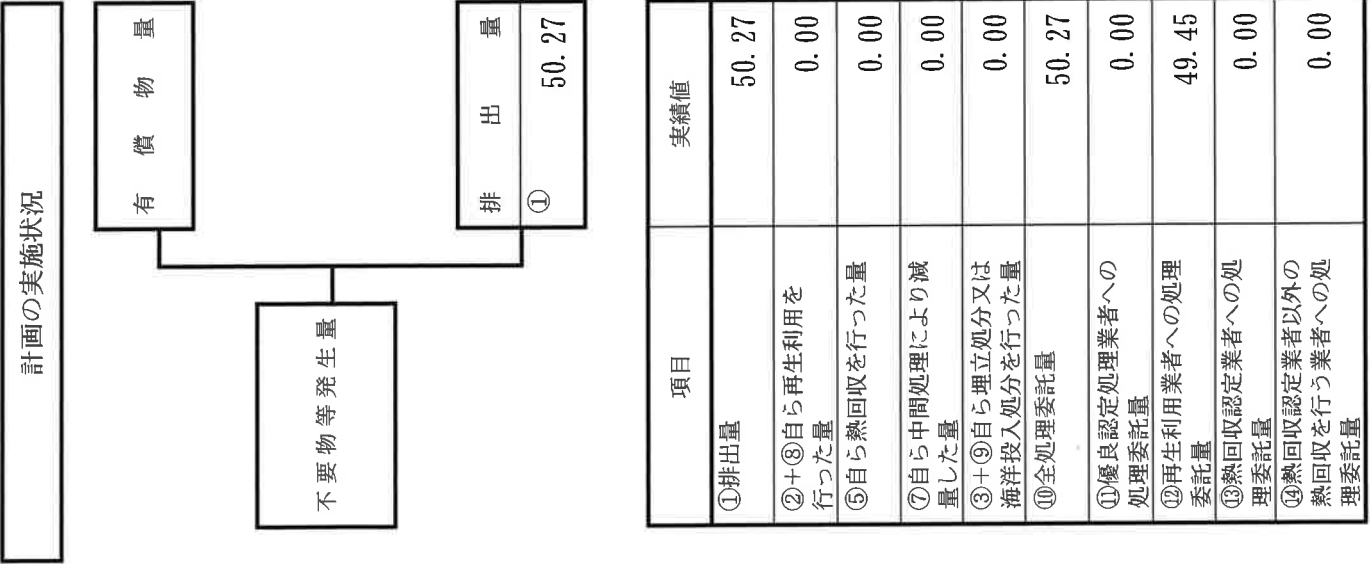 計画の実施状況
有償物量
不要物等発生量
排出量
① 50.27
項目 実績値
①排出量 50.27
②+⑧自ら再生利用を
行った量 0.00
⑤自ら熱回収を行った量 0.00
⑦自ら中間処理により減
量した量 0.00
③+⑨自ら埋立処分又は
海洋投入処分を行った量 0.00
⑩全処理委託量 50.27
⑪優良認定処理業者への
処理委託量 0.00
⑫再生利用業者への処理
委託量 49.45
⑬熱回収認定業者への処
理委託量 0.00
⑭熱回収認定業者以外の
熱回収を行う業者への処
理委託量 0.00